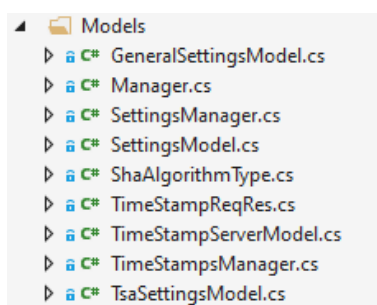 Models
C# GeneralSettingsModel.cs
C# Manager.cs
C# SettingsManager.cs
C# SettingsModel.cs
C# ShaAlgorithmType.cs
C# TimeStampReqRes.cs
C# TimeStampServerModel.cs
C# TimeStampsManager.cs
C# TsaSettingsModel.cs